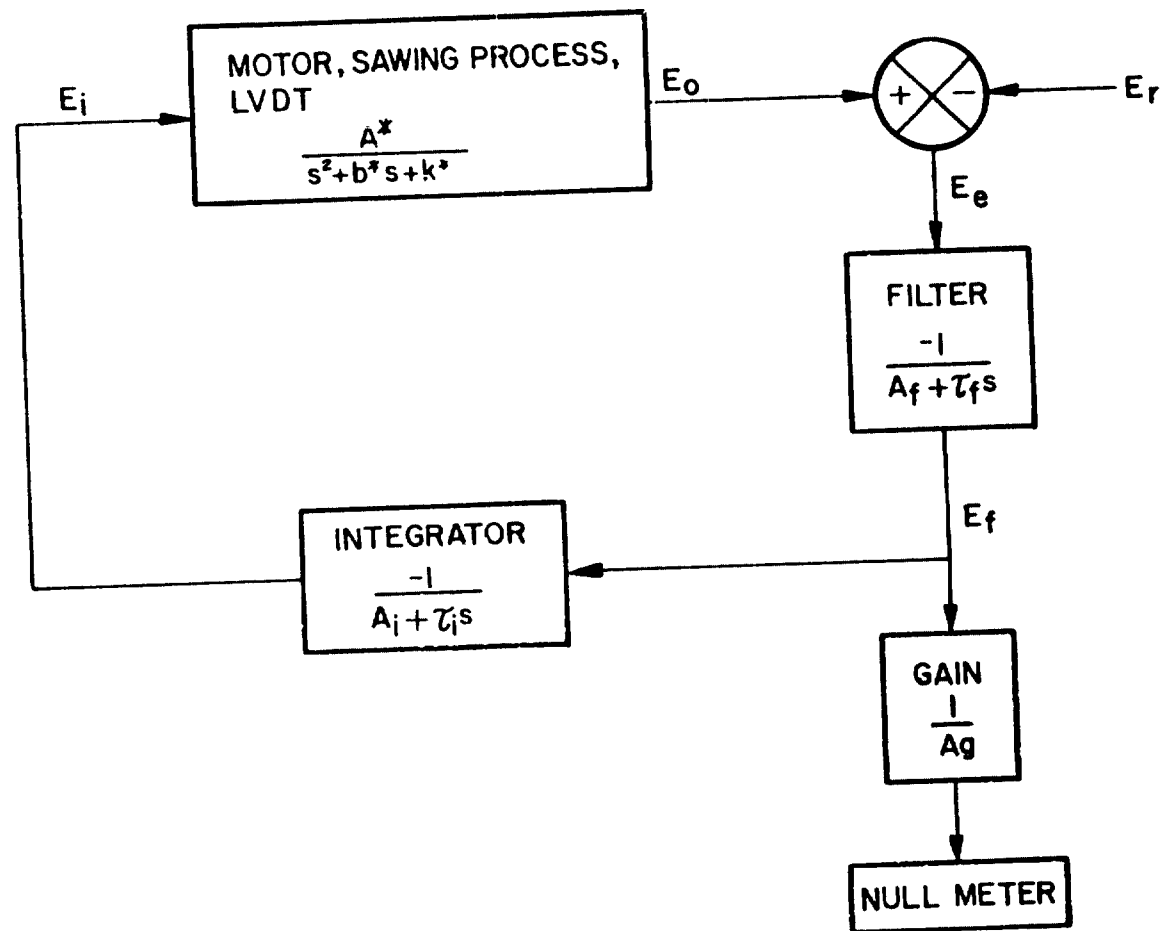 MOTOR, SAWING PROCESS,
LVDT
A*
s²+b*s+k*
Ei
Eo
+
−
Er
Ee
FILTER
-1
Af+τfs
Ef
INTEGRATOR
-1
Ai+τis
GAIN
1
Ag
NULL METER